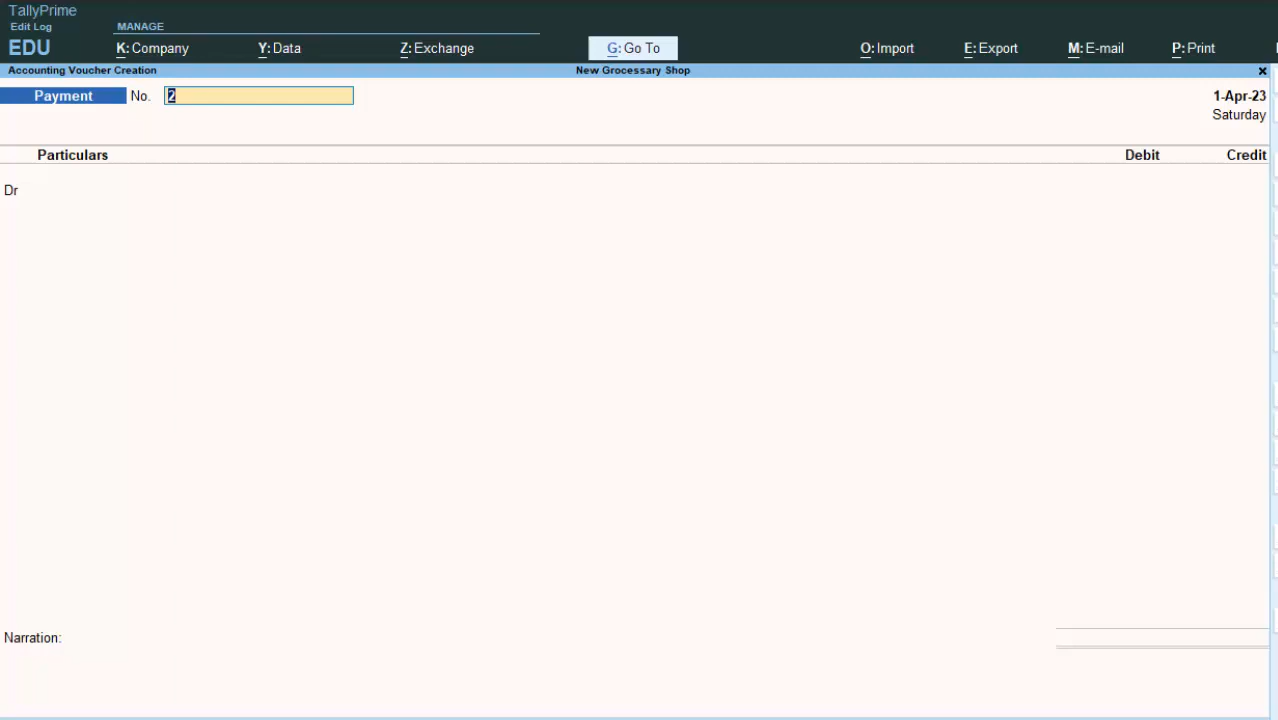 TallyPrime
Edit Log
MANAGE
EDU K: Company Y: Data Z: Exchange G: Go To O: Import E: Export M: E-mail P: Print
Accounting Voucher Creation New Grocessary Shop x
Payment No. 2 1-Apr-23
Saturday
Particulars Debit Credit
Dr
Narration: